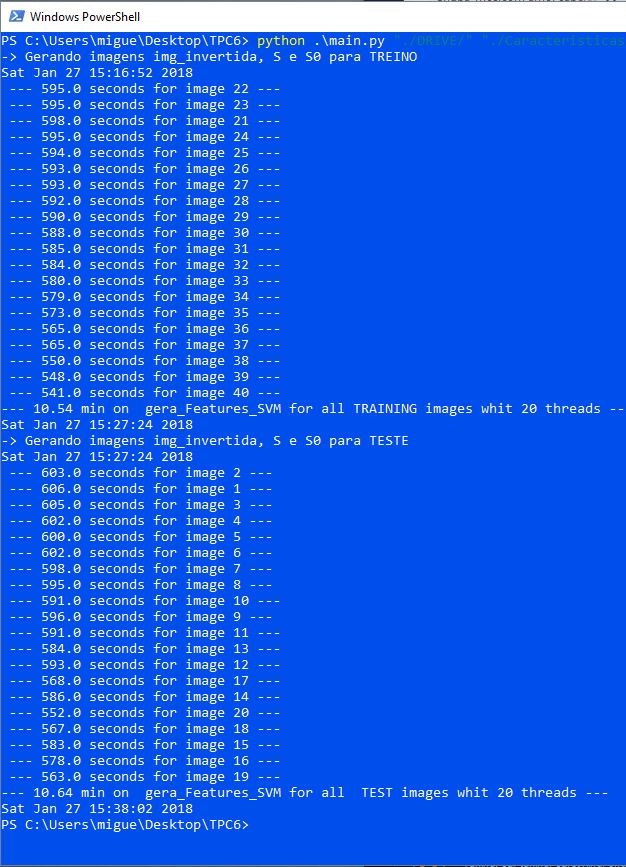 Windows PowerShell
PS C:\Users\migue\Desktop\TPC6> python .\main.py "./DRIVE/" "./Caracteristicas
-> Gerando imagens img_invertida, S e S0 para TREINO
Sat Jan 27 15:16:52 2018
--- 595.0 seconds for image 22 ---
--- 595.0 seconds for image 23 ---
--- 598.0 seconds for image 21 ---
--- 595.0 seconds for image 24 ---
--- 594.0 seconds for image 25 ---
--- 593.0 seconds for image 26 ---
--- 593.0 seconds for image 27 ---
--- 592.0 seconds for image 28 ---
--- 590.0 seconds for image 29 ---
--- 588.0 seconds for image 30 ---
--- 585.0 seconds for image 31 ---
--- 584.0 seconds for image 32 ---
--- 580.0 seconds for image 33 ---
--- 579.0 seconds for image 34 ---
--- 573.0 seconds for image 35 ---
--- 565.0 seconds for image 36 ---
--- 565.0 seconds for image 37 ---
--- 550.0 seconds for image 38 ---
--- 548.0 seconds for image 39 ---
--- 541.0 seconds for image 40 ---
--- 10.54 min on  gera_Features_SVM for all TRAINING images whit 20 threads --
Sat Jan 27 15:27:24 2018
-> Gerando imagens img_invertida, S e S0 para TESTE
Sat Jan 27 15:27:24 2018
--- 603.0 seconds for image 2 ---
--- 606.0 seconds for image 1 ---
--- 605.0 seconds for image 3 ---
--- 602.0 seconds for image 4 ---
--- 600.0 seconds for image 5 ---
--- 602.0 seconds for image 6 ---
--- 598.0 seconds for image 7 ---
--- 595.0 seconds for image 8 ---
--- 591.0 seconds for image 10 ---
--- 596.0 seconds for image 9 ---
--- 591.0 seconds for image 11 ---
--- 584.0 seconds for image 13 ---
--- 593.0 seconds for image 12 ---
--- 568.0 seconds for image 17 ---
--- 586.0 seconds for image 14 ---
--- 552.0 seconds for image 20 ---
--- 567.0 seconds for image 18 ---
--- 583.0 seconds for image 15 ---
--- 578.0 seconds for image 16 ---
--- 563.0 seconds for image 19 ---
--- 10.64 min on  gera_Features_SVM for all  TEST images whit 20 threads ---
Sat Jan 27 15:38:02 2018
PS C:\Users\migue\Desktop\TPC6>